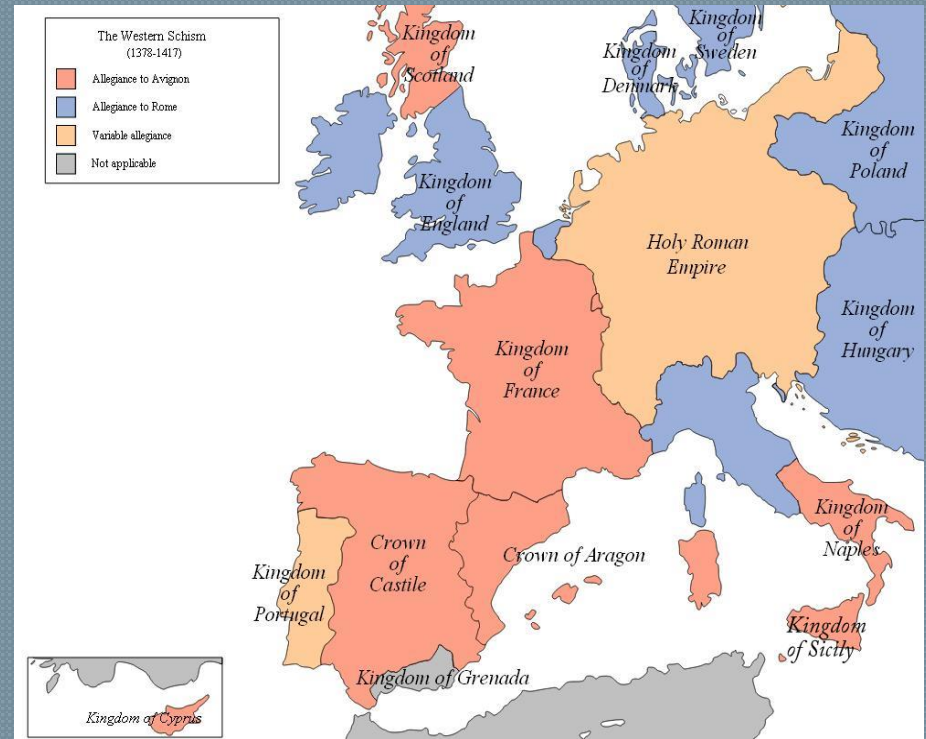 The Western Schism
(1378-1417)
Allegiance to Avignon
Allegiance to Rome
Variable allegiance
Not applicable
Kingdom
of
Scotland
Kingdom
of
Sweden
Kingdom
of
Denmark
Kingdom
of
Poland
Kingdom
of
England
Holy Roman
Empire
Kingdom
of
Hungary
Kingdom
of
France
Kingdom
of
Naples
Crown
of
Castile
Crown of Aragon
Kingdom
of
Portugal
Kingdom
of Sicily
Kingdom of Grenada
Kingdom of Cyprus